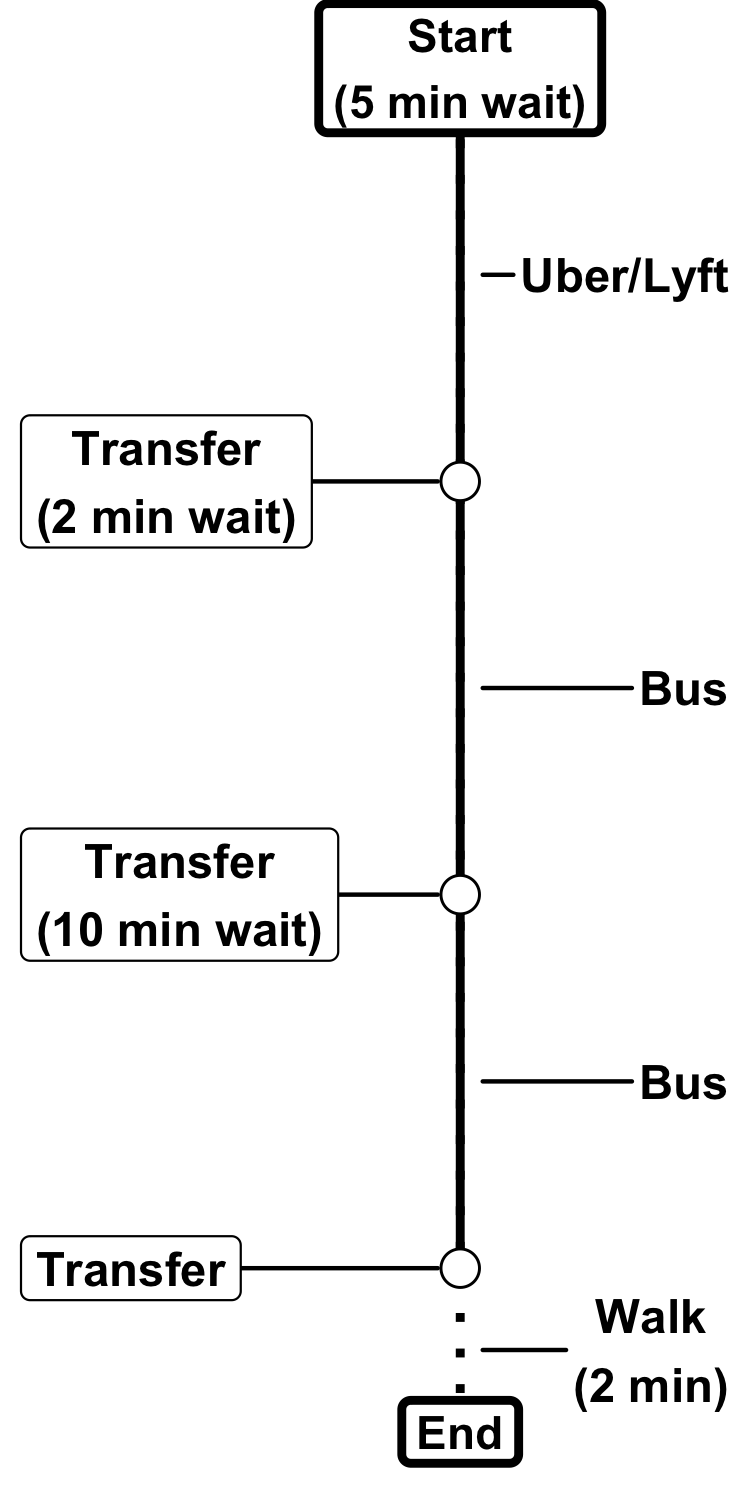 Start
(5 min wait)
Uber/Lyft
Transfer
(2 min wait)
Bus
Transfer
(10 min wait)
Bus
Transfer
Walk
(2 min)
End